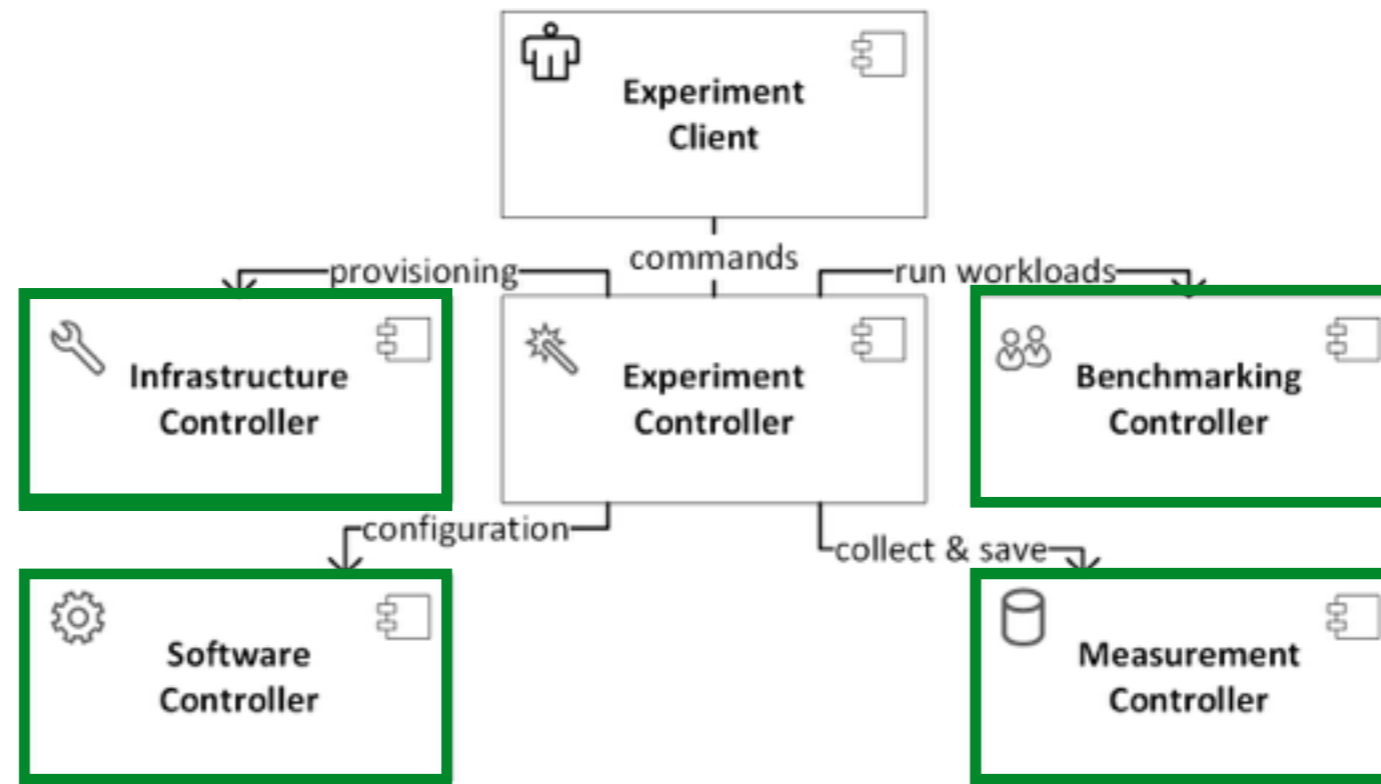 Experiment
Client
provisioning
commands
run workloads
Infrastructure
Controller
Experiment
Controller
Benchmarking
Controller
configuration
collect & save
Software
Controller
Measurement
Controller